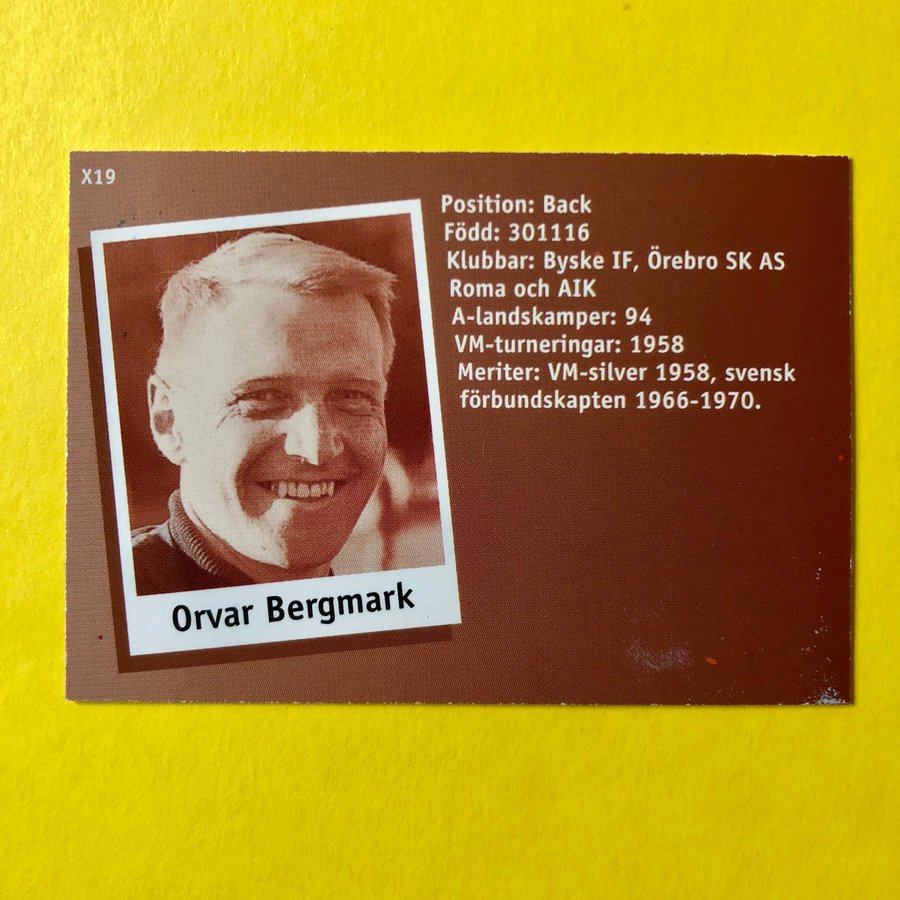 X19
Position: Back
Född: 301116
Klubbar: Byske IF, Örebro SK AS
Roma och AIK
A-landskamper: 94
VM-turneringar: 1958
Meriter: VM-silver 1958, svensk
förbundskapten 1966-1970.
Orvar Bergmark